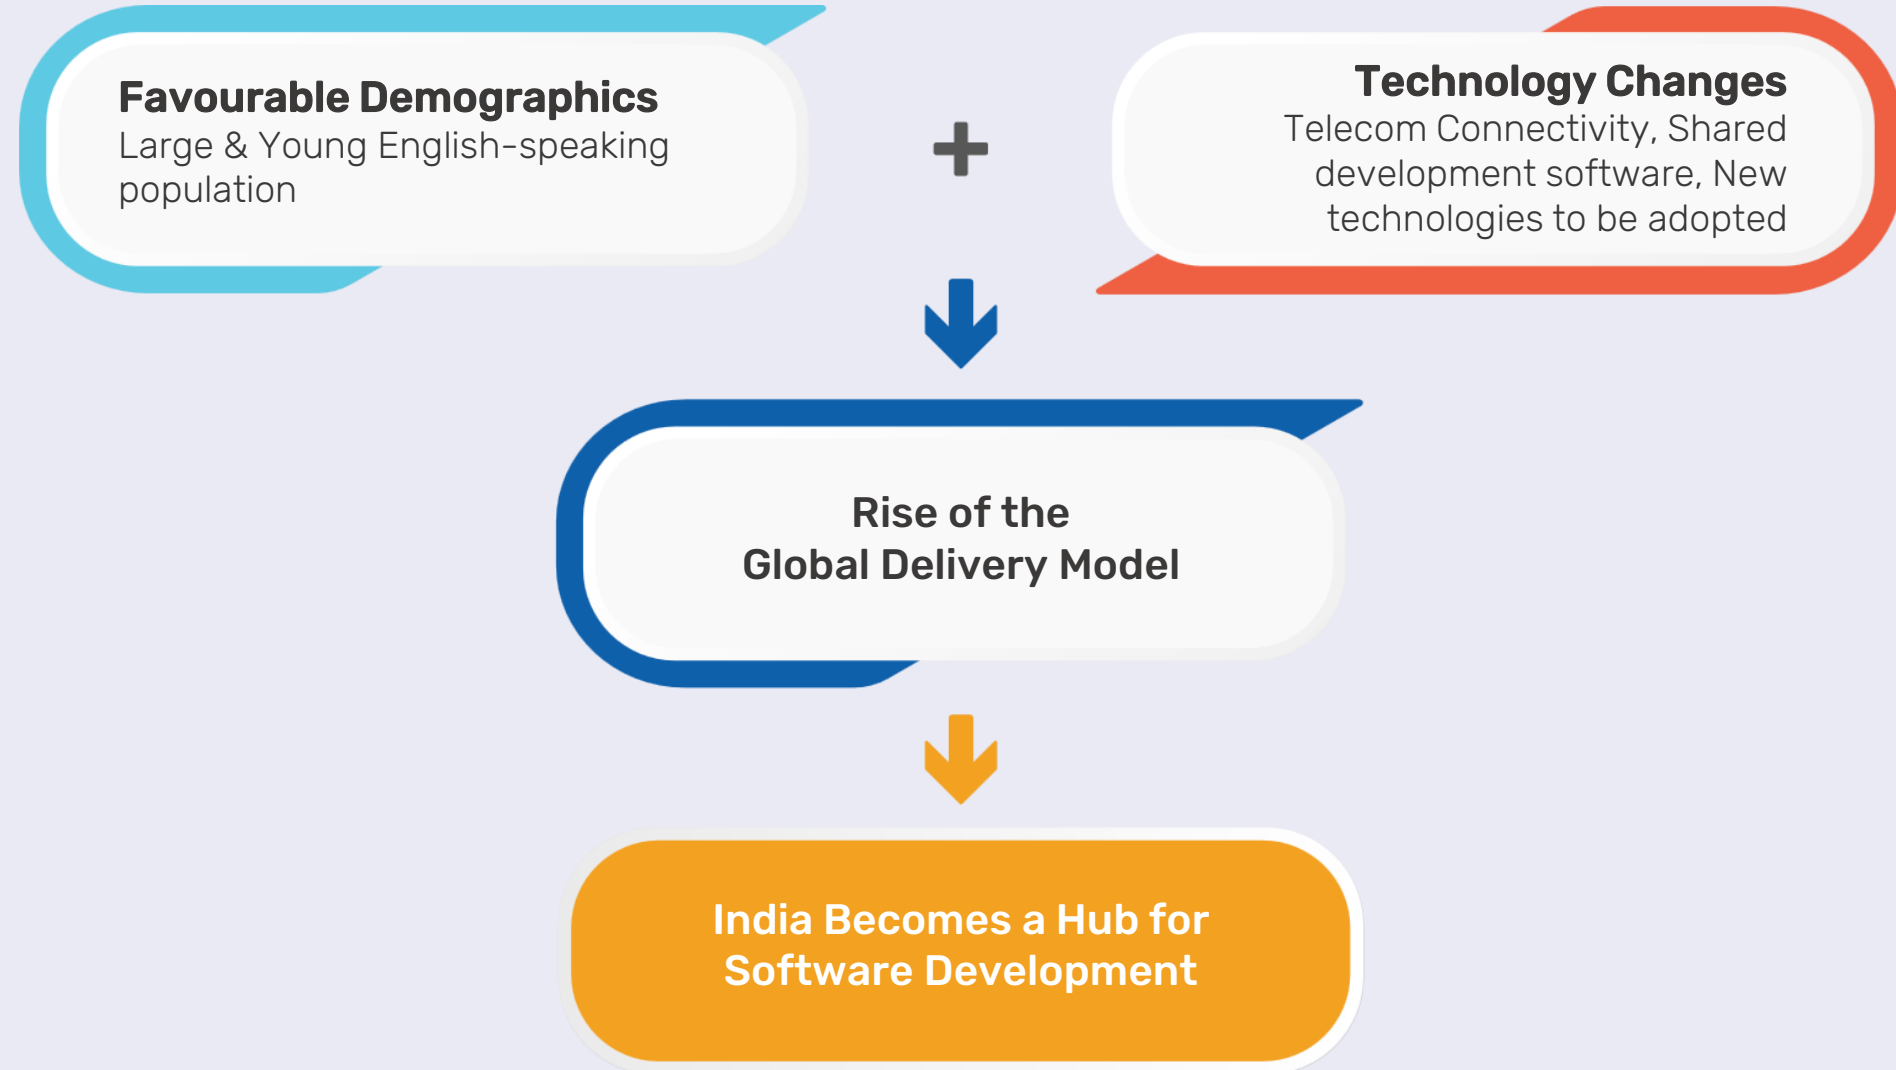 Favourable Demographics
Large & Young English-speaking
population
+
Technology Changes
Telecom Connectivity, Shared
development software, New
technologies to be adopted
Rise of the
Global Delivery Model
India Becomes a Hub for
Software Development